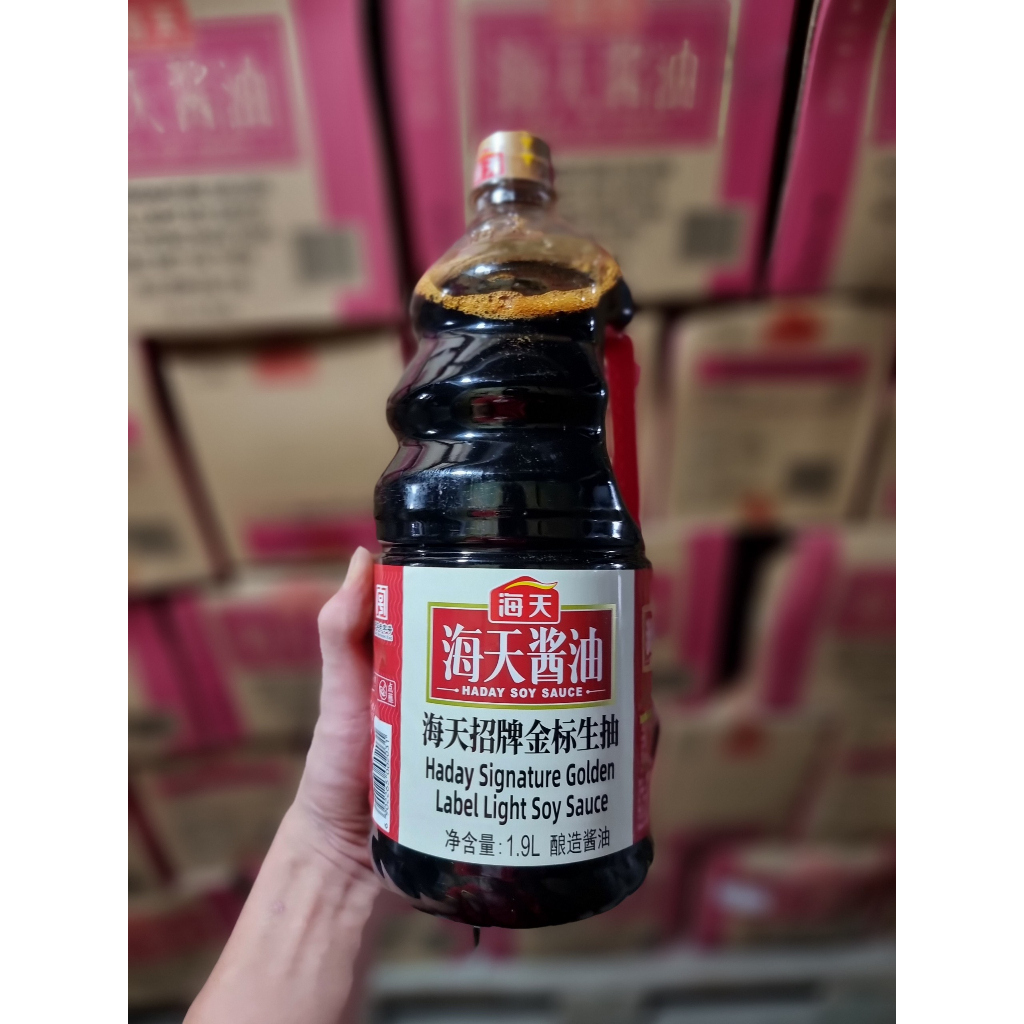 海天
海天酱油
HADAY SOY SAUCE
海天招牌金标生抽
Haday Signature Golden
Label Light Soy Sauce
净含量:1.9L 酿造酱油